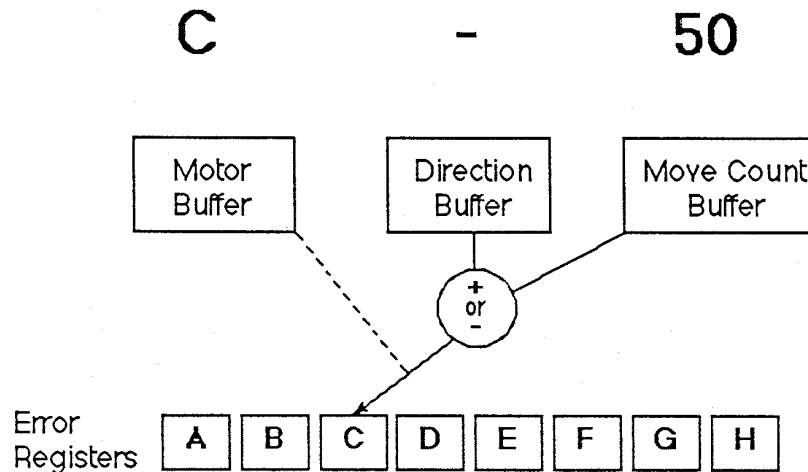 C - 50
Motor Buffer
Direction Buffer
Move Count Buffer
+ or -
Error Registers
A B C D E F G H